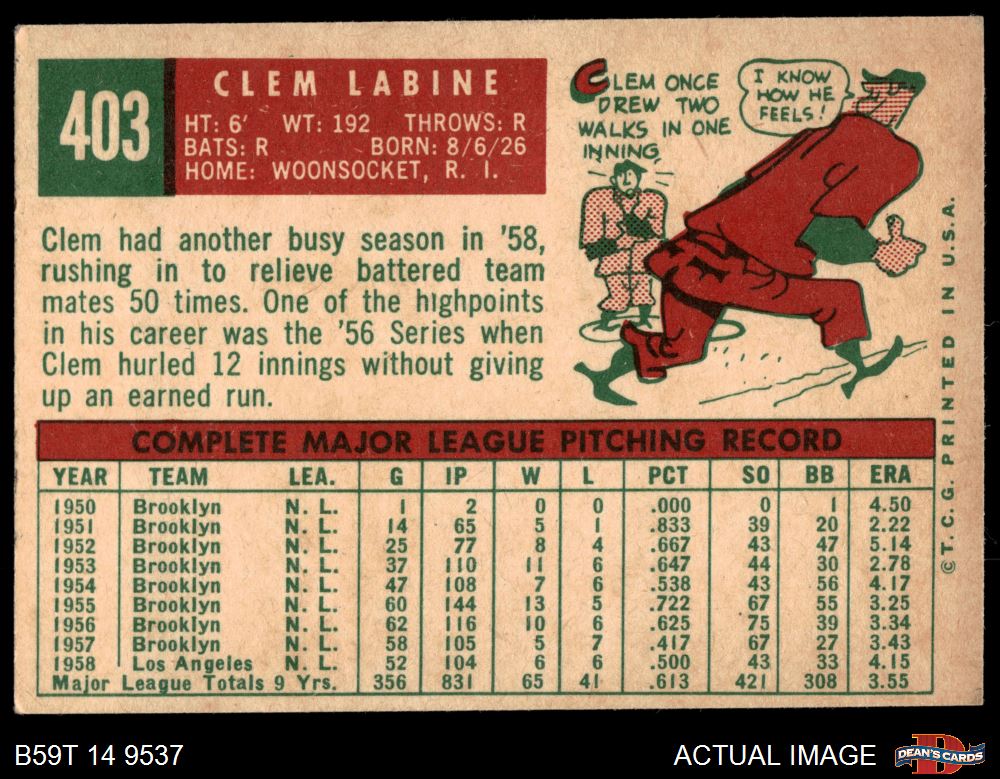 403
CLEM LABINE
HT: 6' WT: 192 THROWS: R
BATS: R BORN: 8/6/26
HOME: WOONSOCKET, R. I.
CLEM ONCE
DREW TWO
WALKS IN ONE
INNING
I KNOW
HOW HE
FEELS!
Clem had another busy season in '58,
rushing in to relieve battered team
mates 50 times. One of the highpoints
in his career was the '56 Series when
Clem hurled 12 innings without giving
up an earned run.
COMPLETE MAJOR LEAGUE PITCHING RECORD
YEAR TEAM LEA. G IP W L PCT SO BB ERA
1950 Brooklyn N. L. 1 2 0 0 .000 0 1 4.50
1951 Brooklyn N. L. 14 65 5 1 .833 39 20 2.22
1952 Brooklyn N. L. 25 77 8 4 .667 43 47 5.14
1953 Brooklyn N. L. 37 110 11 6 .647 44 30 2.78
1954 Brooklyn N. L. 47 108 7 6 .538 43 56 4.17
1955 Brooklyn N. L. 60 144 13 5 .722 67 55 3.25
1956 Brooklyn N. L. 62 116 10 6 .625 75 39 3.34
1957 Brooklyn N. L. 58 105 5 7 .417 67 27 3.43
1958 Los Angeles N. L. 52 104 6 6 .500 43 33 4.15
Major League Totals 9 Yrs. 356 831 65 41 .613 421 308 3.55
©T. C. G. PRINTED IN U.S.A.
B59T 14 9537
ACTUAL IMAGE
DEAN'S CARDS